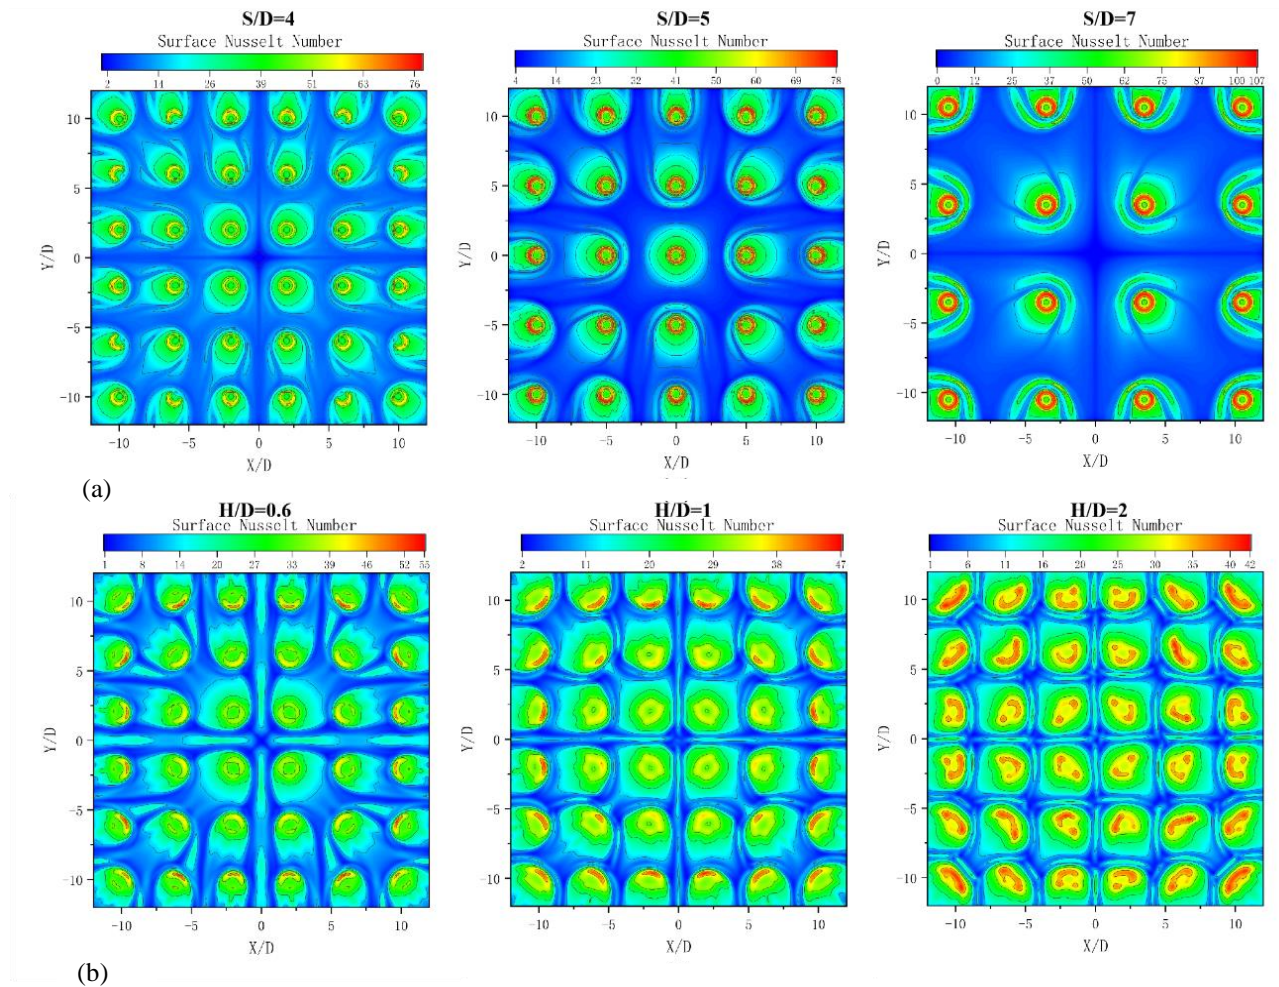 S/D=4
Surface Nusselt Number
2 11 26 39 51 63 76
10
5
0
-5
-10
Y/D
-10 -5 0 5 10
X/D
S/D=5
Surface Nusselt Number
4 14 23 32 41 50 60 69 78
10
5
0
-5
-10
Y/D
-10 -5 0 5 10
X/D
S/D=7
Surface Nusselt Number
0 12 25 37 62 75 87 100 107
10
5
0
-5
-10
Y/D
-10 -5 0 5 10
X/D
(a)
H/D=0.6
Surface Nusselt Number
1 8 14 20 27 33 39 46 52 55
10
5
0
-5
-10
Y/D
-10 -5 0 5 10
X/D
H/D=1
Surface Nusselt Number
2 11 20 29 38 47
10
5
0
-5
-10
Y/D
-10 -5 0 5 10
X/D
H/D=2
Surface Nusselt Number
1 6 11 16 20 26 30 35 40 42
10
5
0
-5
-10
Y/D
-10 -5 0 5 10
X/D
(b)